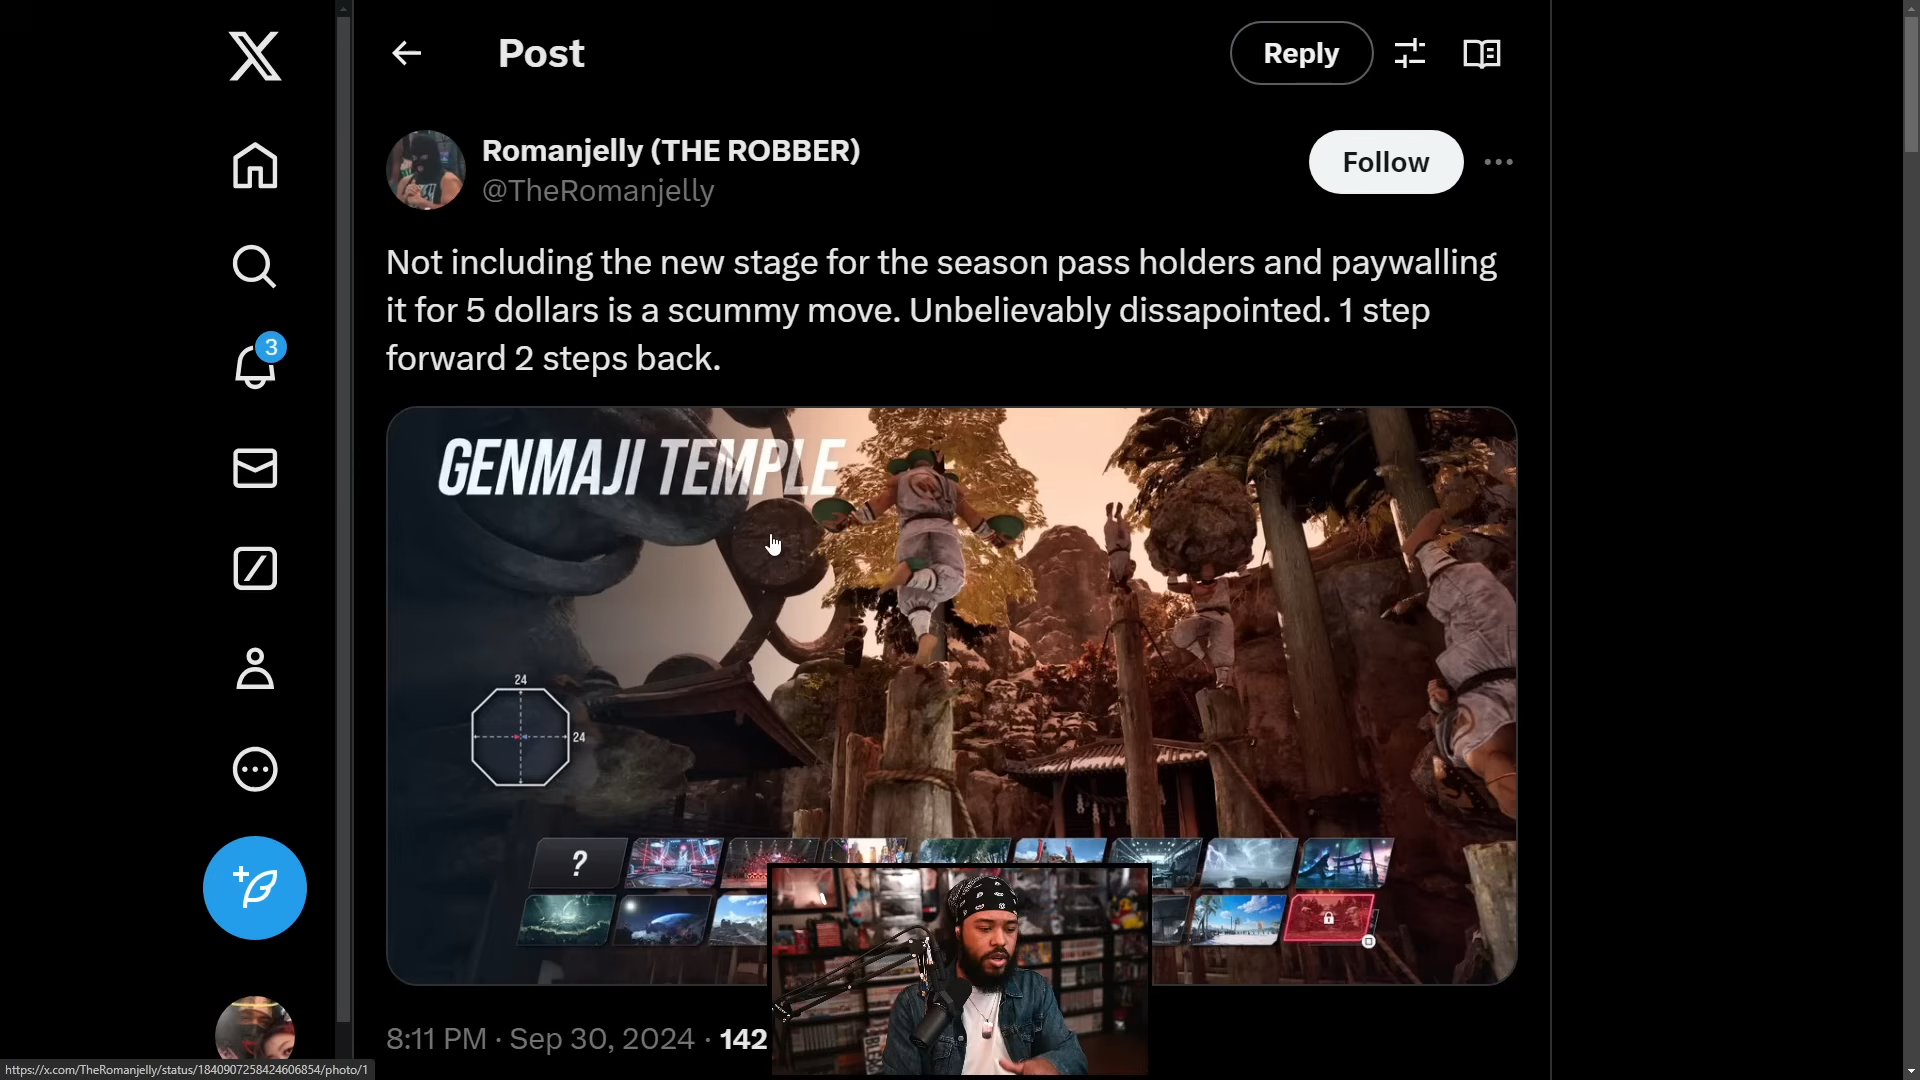 Post
Reply
Romanjelly (THE ROBBER)
@TheRomanjelly
Follow
Not including the new stage for the season pass holders and paywalling
it for 5 dollars is a scummy move. Unbelievably dissapointed. 1 step
forward 2 steps back.
3
GENMAJI TEMPLE
24
24
?
8:11 PM · Sep 30, 2024 · 142
https://x.com/TheRomanjelly/status/1840907258424606854/photo/1